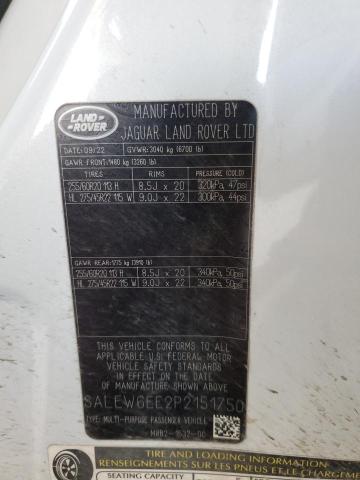 LAND
ROVER
MANUFACTURED BY
JAGUAR LAND ROVER LTD
DATE: 09/22 GVWR: 3040 kg (6700 lb)
GAWR FRONT: 1480 kg (3260 lb)
TIRES RIMS PRESSURE (COLD)
255/60R20 113 H 8.5J x 20 320kPa, 47psi
HL 275/45R22 115 W 9.0J x 22 300kPa, 44psi
GAWR REAR: 1775 kg (3910 lb)
255/60R20 113 H 8.5J x 20 340kPa, 50psi
HL 275/45R22 115 W 9.0J x 22 340kPa, 50psi
THIS VEHICLE CONFORMS TO ALL
APPLICABLE U.S. FEDERAL MOTOR
VEHICLE SAFETY STANDARDS
IN EFFECT ON THE DATE OF
MANUFACTURE SHOWN ABOVE
SALEW6EE2P2151750
TYPE: MULTI-PURPOSE PASSENGER VEHICLE
TIRE AND LOADING INFORMATION
RENSEIGNEMENTS SUR LES PNEUS ET LE
SEATING CAPACITY